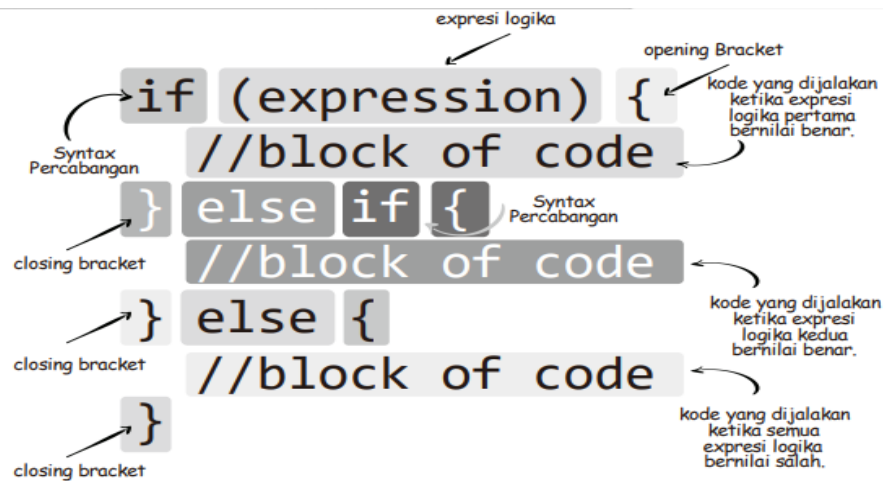 expresi logika
opening Bracket
if (expression) {
kode yang dijalakan
ketika expresi
logika pertama
bernilai benar.
Syntax
Percabangan
//block of code
} else if {
Syntax
Percabangan
closing bracket
//block of code
kode yang dijalakan
ketika expresi
logika kedua
bernilai benar.
} else {
closing bracket
//block of code
kode yang dijalakan
ketika semua
expresi logika
bernilai salah.
}
closing bracket